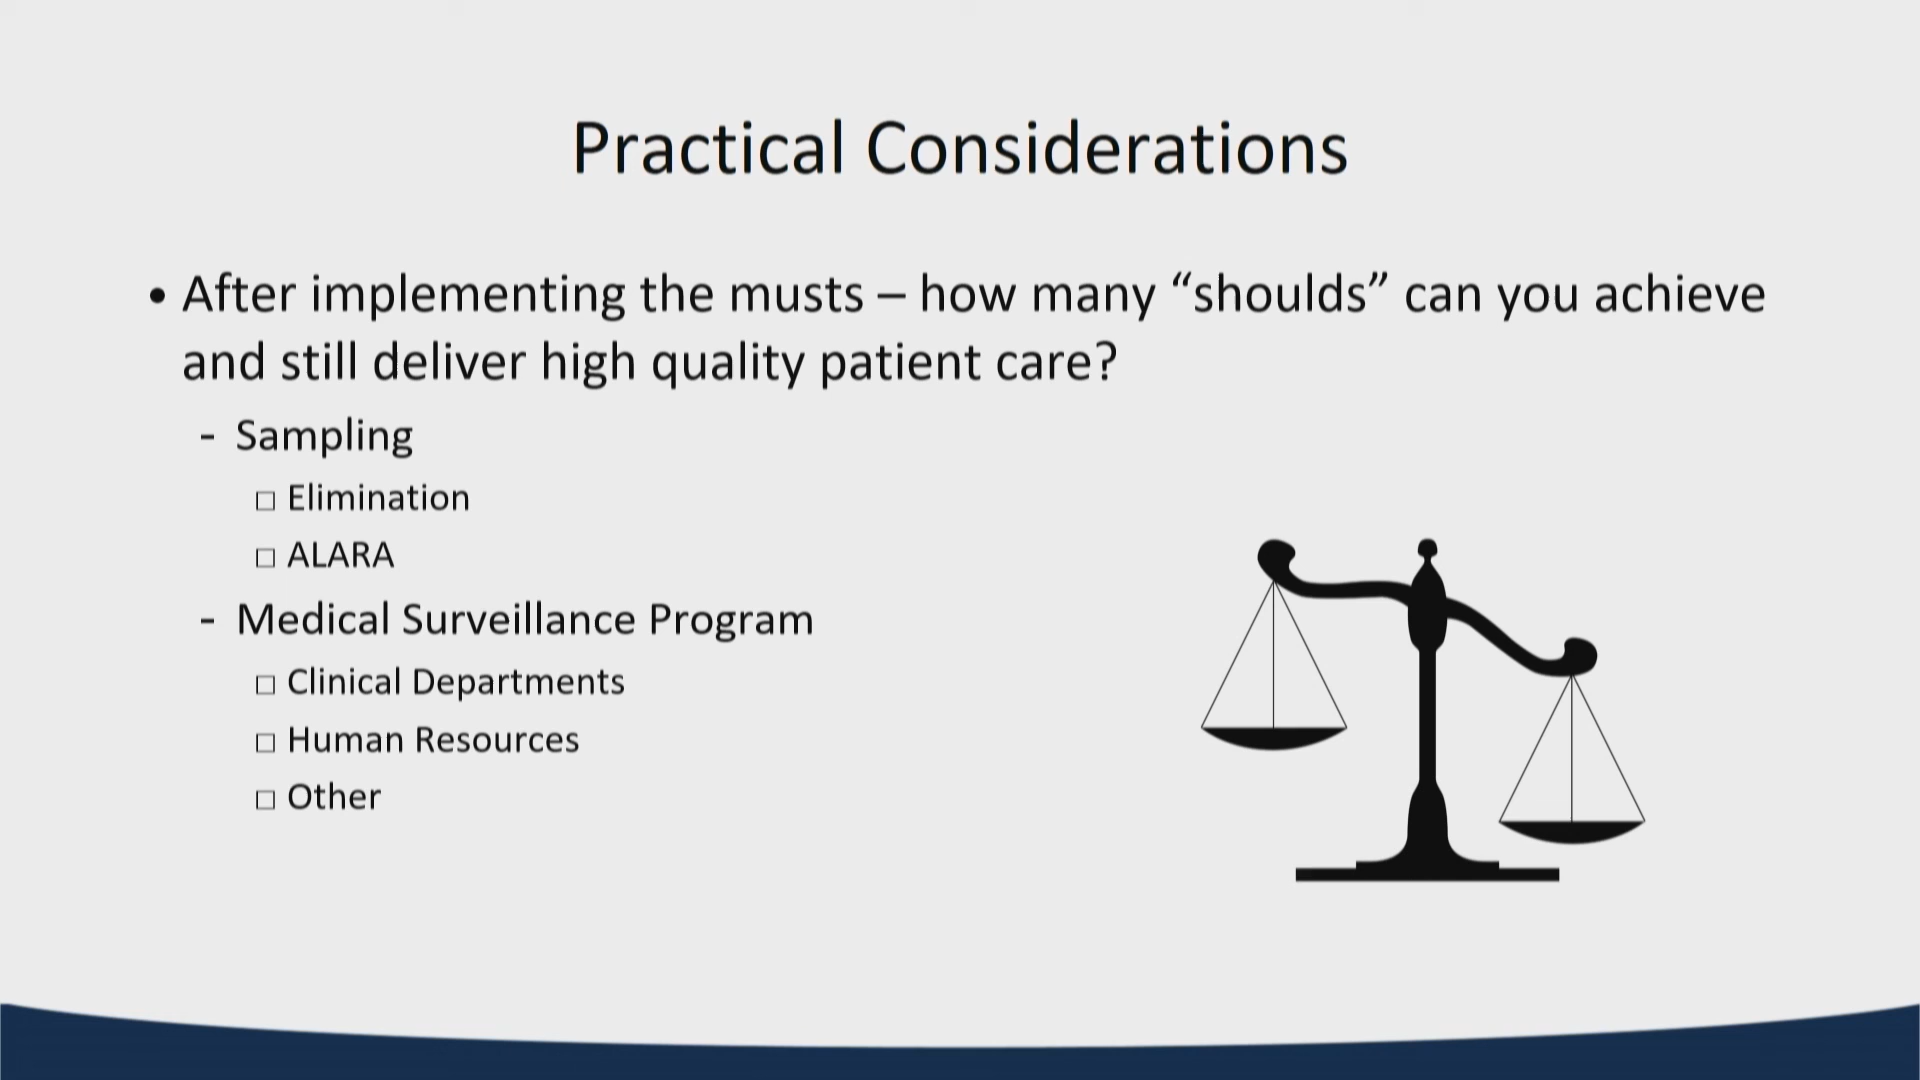 Practical Considerations
• After implementing the musts – how many “shoulds” can you achieve
and still deliver high quality patient care?
- Sampling
□ Elimination
□ ALARA
- Medical Surveillance Program
□ Clinical Departments
□ Human Resources
□ Other